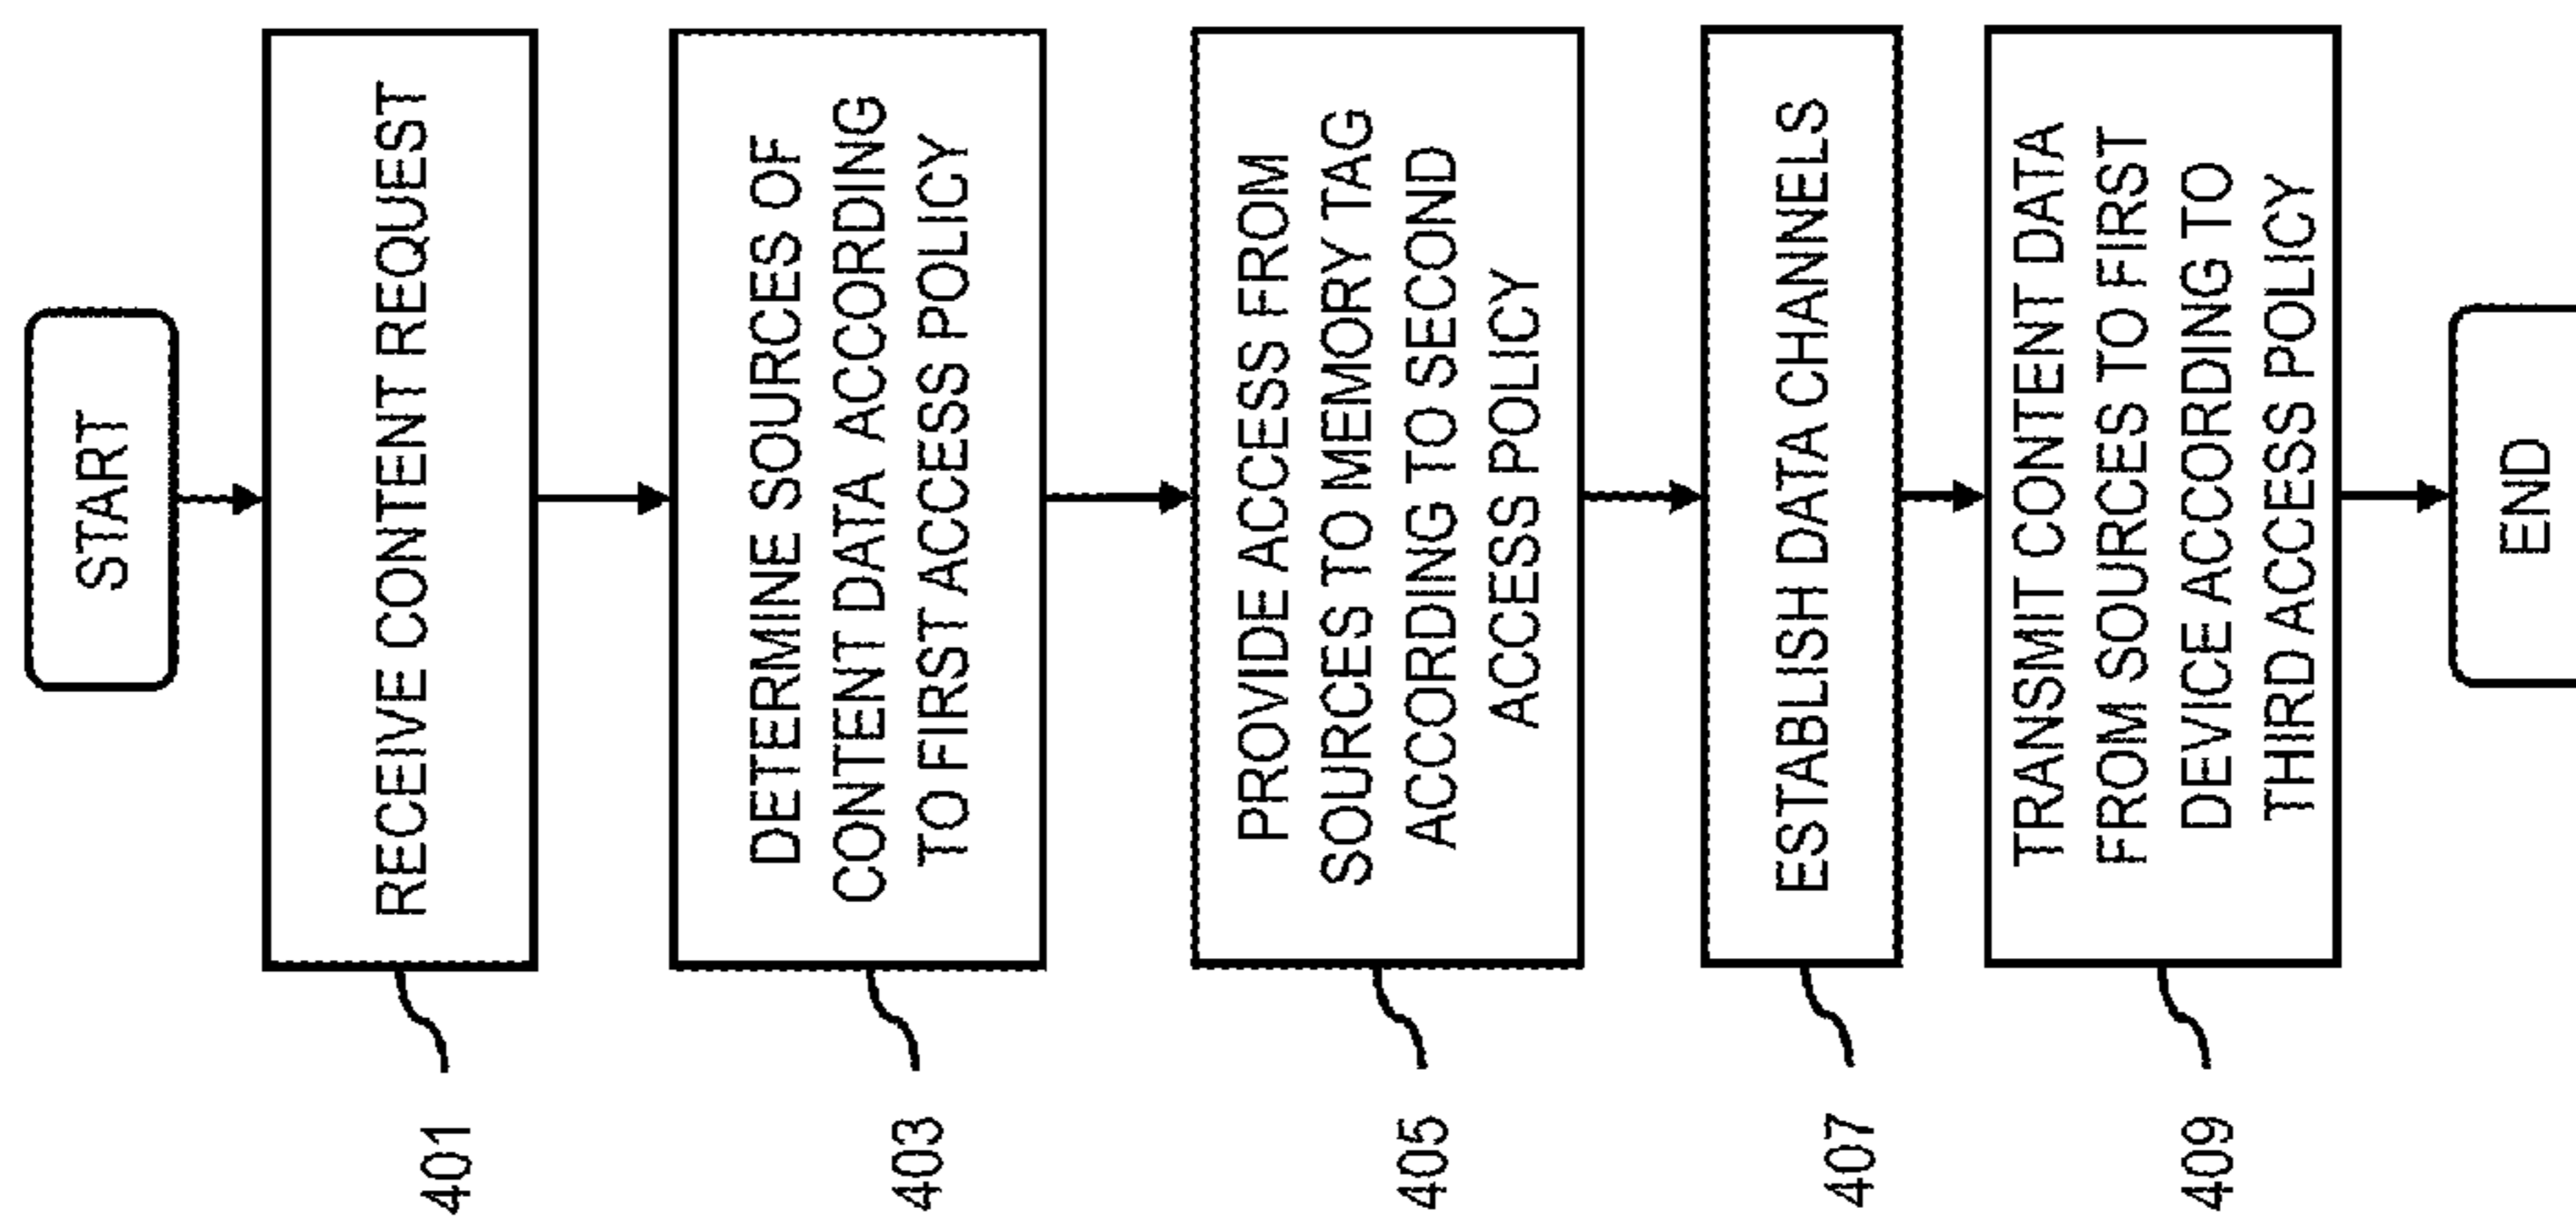 START
RECEIVE CONTENT REQUEST
401
DETERMINE SOURCES OF
CONTENT DATA ACCORDING
TO FIRST ACCESS POLICY
403
PROVIDE ACCESS FROM
SOURCES TO MEMORY TAG
ACCORDING TO SECOND
ACCESS POLICY
405
ESTABLISH DATA CHANNELS
407
TRANSMIT CONTENT DATA
FROM SOURCES TO FIRST
DEVICE ACCORDING TO
THIRD ACCESS POLICY
409
END